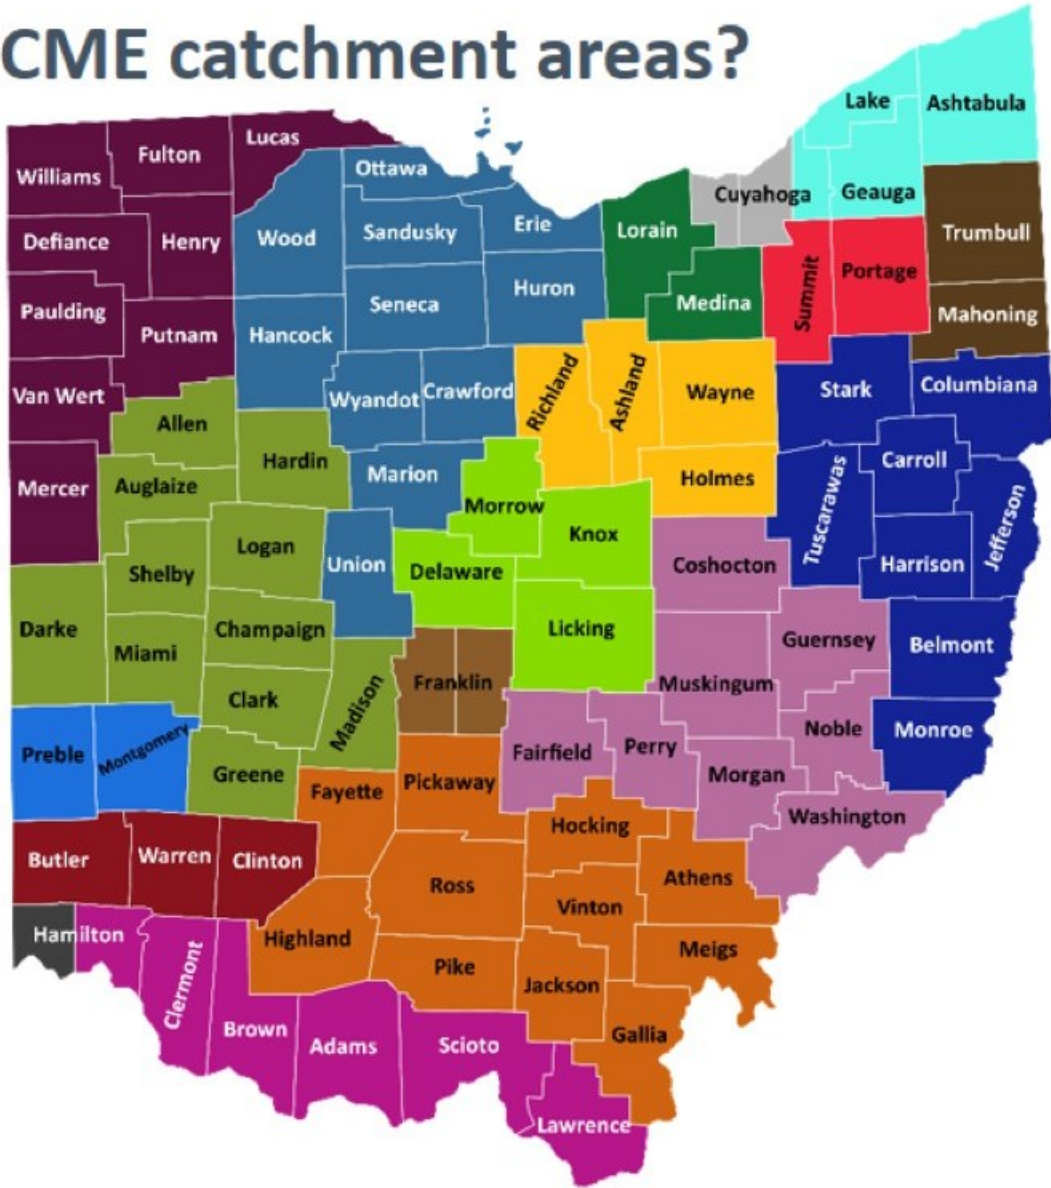 CME catchment areas?
Lake
Ashtabula
Lucas
Fulton
Williams
Ottawa
Cuyahoga
Geauga
Erie
Lorain
Sandusky
Wood
Henry
Defiance
Trumbull
Summit
Portage
Huron
Medina
Seneca
Paulding
Putnam
Hancock
Mahoning
Richland
Ashland
Wayne
Stark
Columbiana
Van Wert
Wyandot
Crawford
Allen
Hardin
Carroll
Marion
Holmes
Mercer
Auglaize
Morrow
Tuscarawas
Jefferson
Knox
Logan
Union
Delaware
Coshocton
Harrison
Shelby
Darke
Champaign
Licking
Guernsey
Belmont
Miami
Franklin
Muskingum
Clark
Madison
Noble
Monroe
Preble
Montgomery
Fairfield
Perry
Greene
Pickaway
Morgan
Fayette
Washington
Hocking
Butler
Warren
Clinton
Ross
Athens
Vinton
Hamilton
Highland
Meigs
Clermont
Pike
Jackson
Brown
Gallia
Adams
Scioto
Lawrence